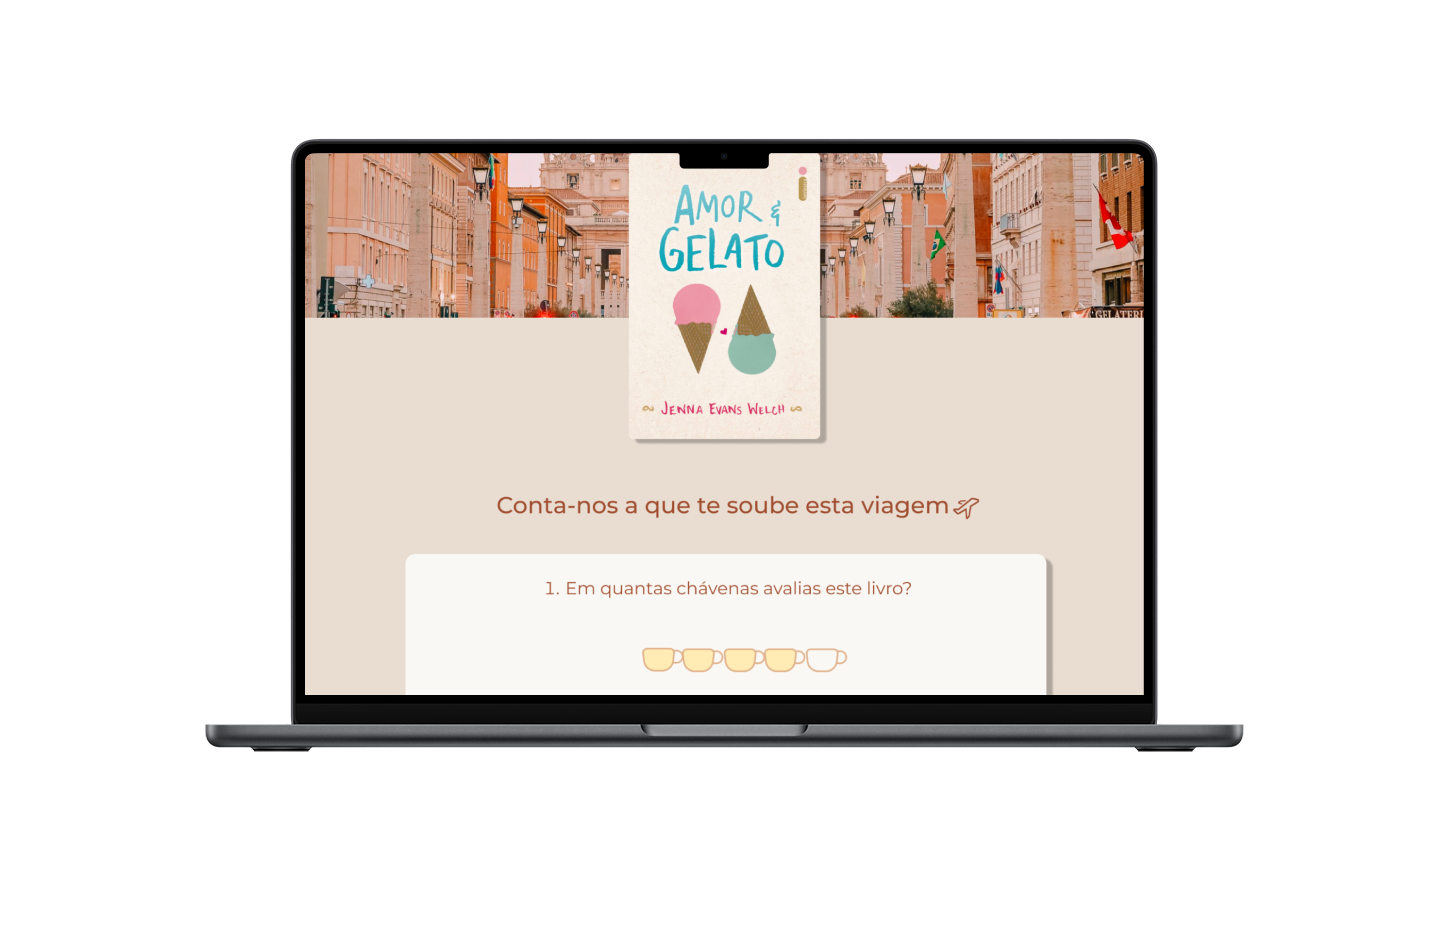 AMOR &
GELATO
JENNA EVANS WELCH
GELATERI
Conta-nos a que te soube esta viagem
1. Em quantas chávenas avalias este livro?